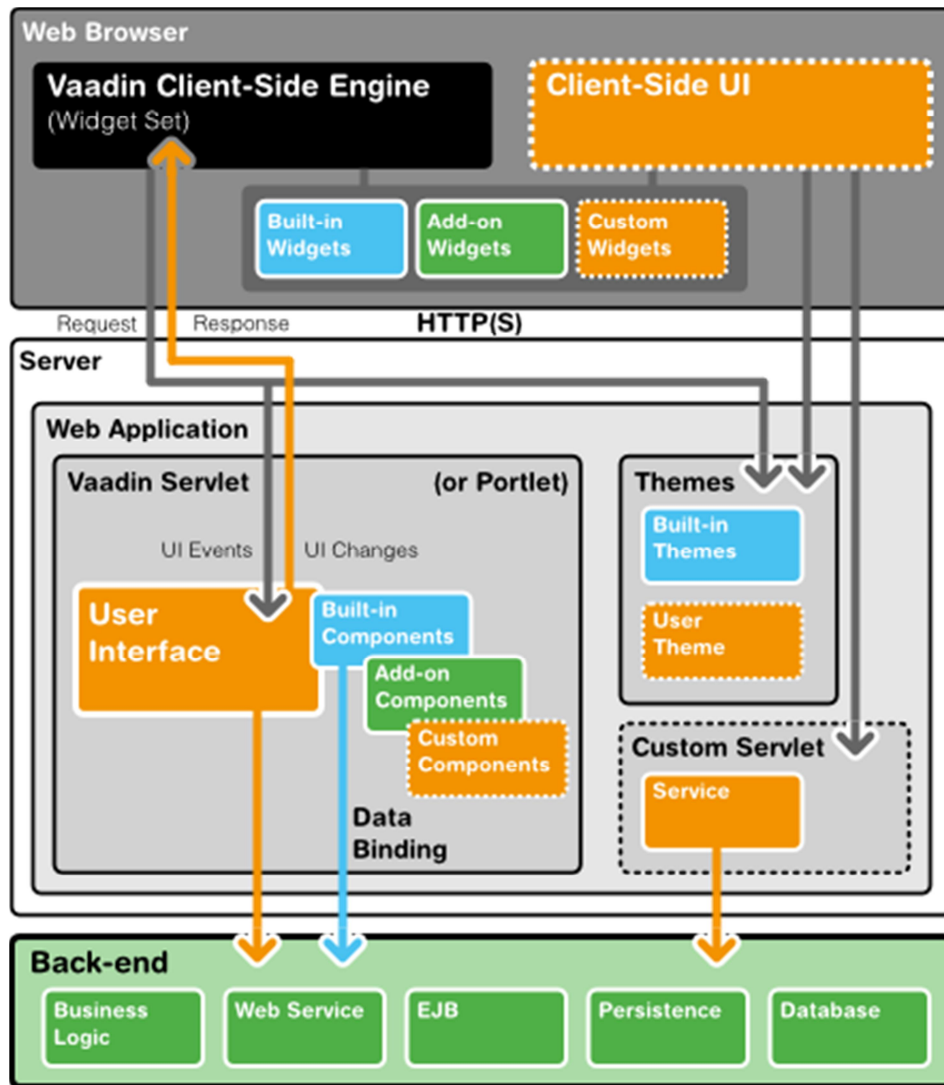 Web Browser
Vaadin Client-Side Engine
(Widget Set)
Client-Side UI
Built-in
Widgets
Add-on
Widgets
Custom
Widgets
Request
Response
HTTP(S)
Server
Web Application
Vaadin Servlet
(or Portlet)
UI Events
UI Changes
User
Interface
Built-in
Components
Add-on
Components
Custom
Components
Data
Binding
Themes
Built-in
Themes
User
Theme
Custom Servlet
Service
Back-end
Business
Logic
Web Service
EJB
Persistence
Database